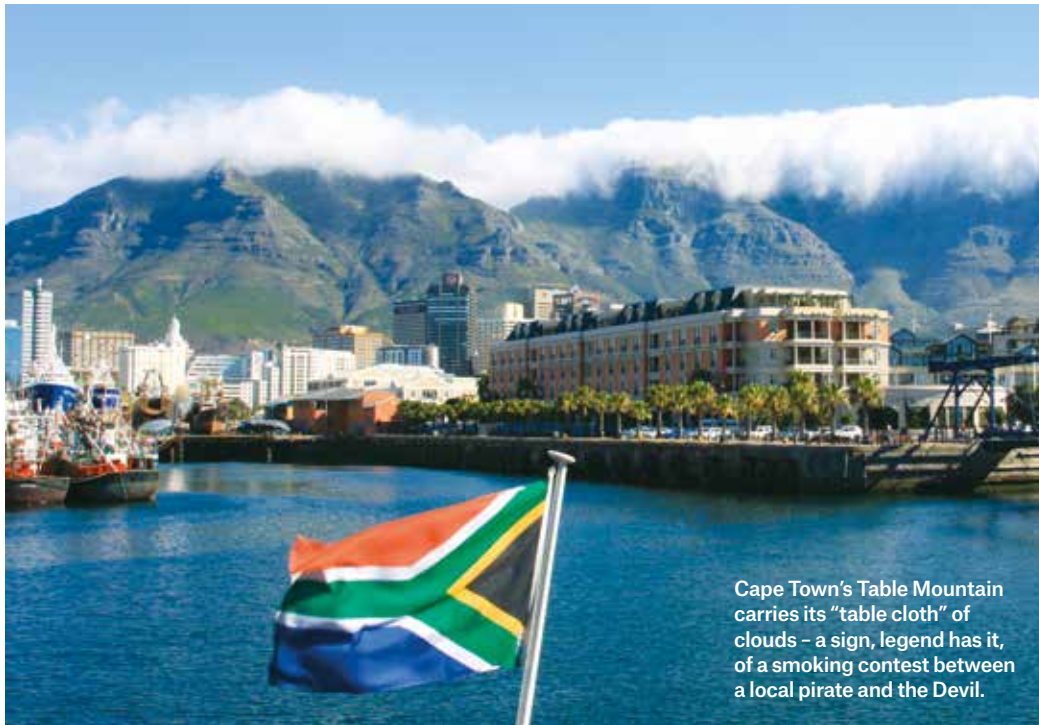 Cape Town’s Table Mountain
carries its “table cloth” of
clouds – a sign, legend has it,
of a smoking contest between
a local pirate and the Devil.